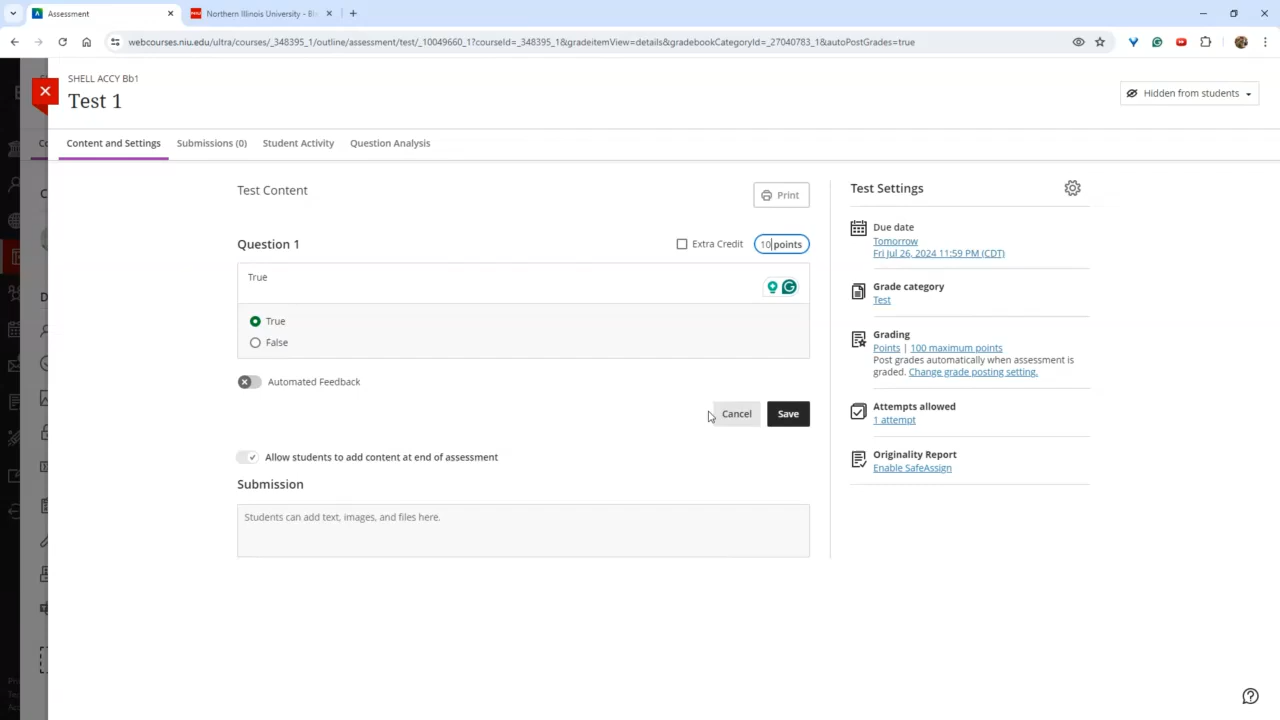 Assessment
Northern Illinois University - Bl
webcourses.niu.edu/ultra/courses/_348395_1/outline/assessment/test/_10049660_1?courseId=_348395_1&gradeitemView=details&gradebookCategoryId=_27040783_1&autoPostGrades=true
SHELL ACCY Bb1
Test 1
Hidden from students
Content and Settings
Submissions (0)
Student Activity
Question Analysis
Test Content
Print
Question 1
Extra Credit
10 points
True
True
False
Automated Feedback
Cancel
Save
Allow students to add content at end of assessment
Submission
Students can add text, images, and files here.
Test Settings
Due date
Tomorrow
Fri Jul 26, 2024 11:59 PM (CDT)
Grade category
Test
Grading
Points | 100 maximum points
Post grades automatically when assessment is
graded. Change grade posting setting.
Attempts allowed
1 attempt
Originality Report
Enable SafeAssign